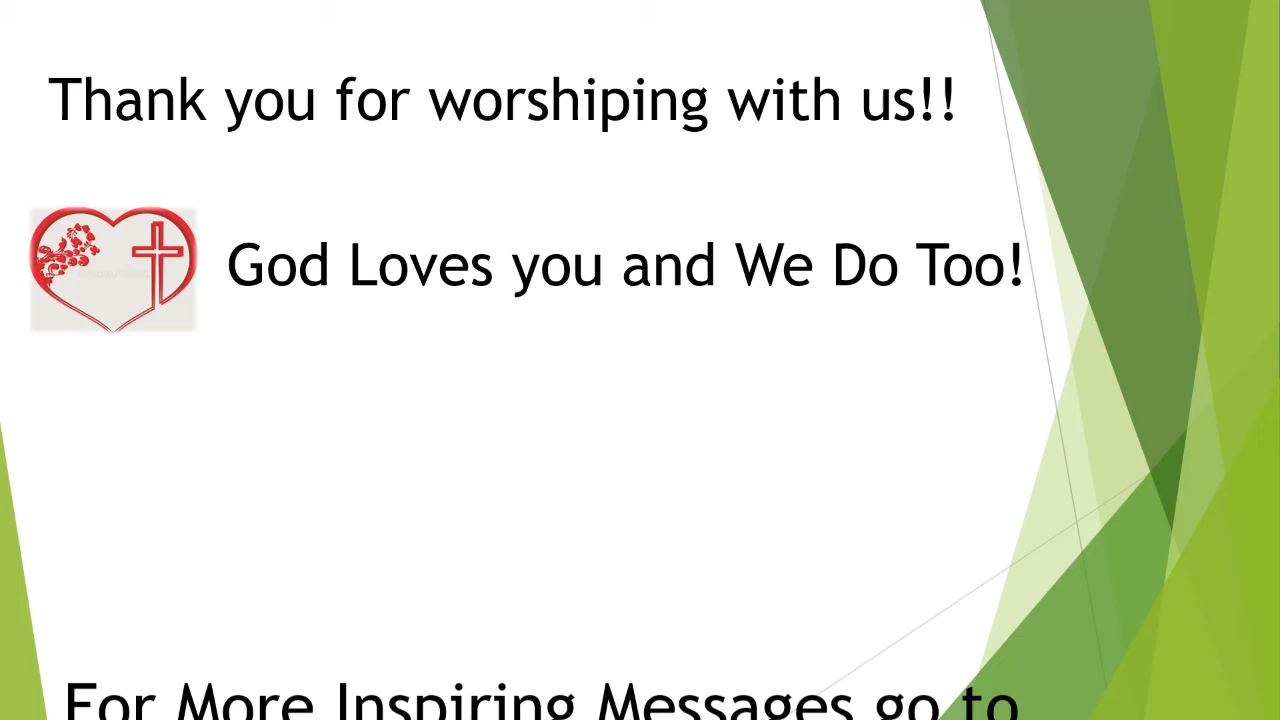 Thank you for worshiping with us!!
God Loves you and We Do Too!
For More Inspiring Messages go to